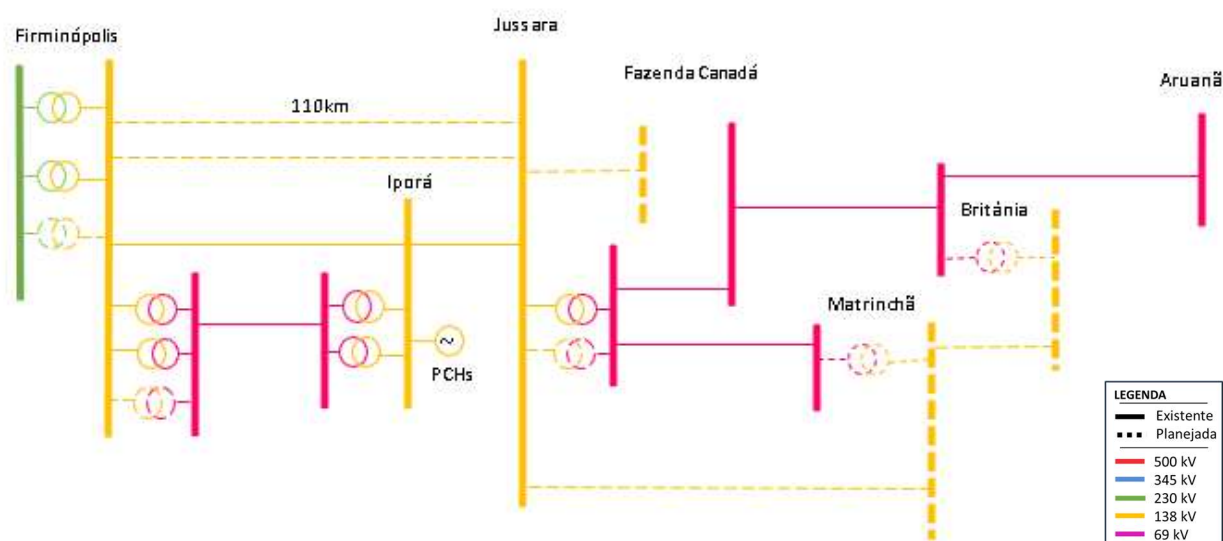 Jussara
Firminópolis
Fazenda Canadá
Aruanã
110km
Iporá
Britânia
Matrinchã
~
PCHs
LEGENDA
Existente
Planejada
500 kV
345 kV
230 kV
138 kV
69 kV